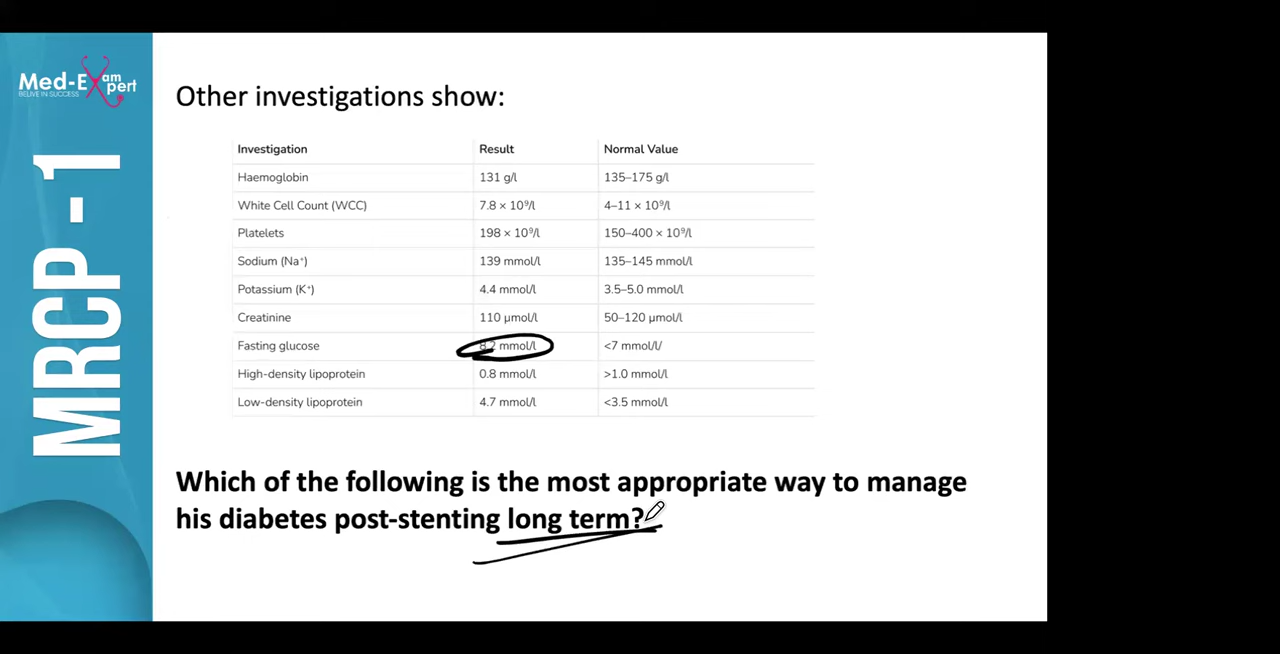 Med-Expert
BELIVE IN SUCCESS
MRCP - 1
Other investigations show:
Investigation Result Normal Value
Haemoglobin 131 g/l 135–175 g/l
White Cell Count (WCC) 7.8 × 10⁹/l 4–11 × 10⁹/l
Platelets 198 × 10⁹/l 150–400 × 10⁹/l
Sodium (Na⁺) 139 mmol/l 135–145 mmol/l
Potassium (K⁺) 4.4 mmol/l 3.5–5.0 mmol/l
Creatinine 110 µmol/l 50–120 µmol/l
Fasting glucose 8.2 mmol/l <7 mmol/l/
High-density lipoprotein 0.8 mmol/l >1.0 mmol/l
Low-density lipoprotein 4.7 mmol/l <3.5 mmol/l
Which of the following is the most appropriate way to manage
his diabetes post-stenting long term?